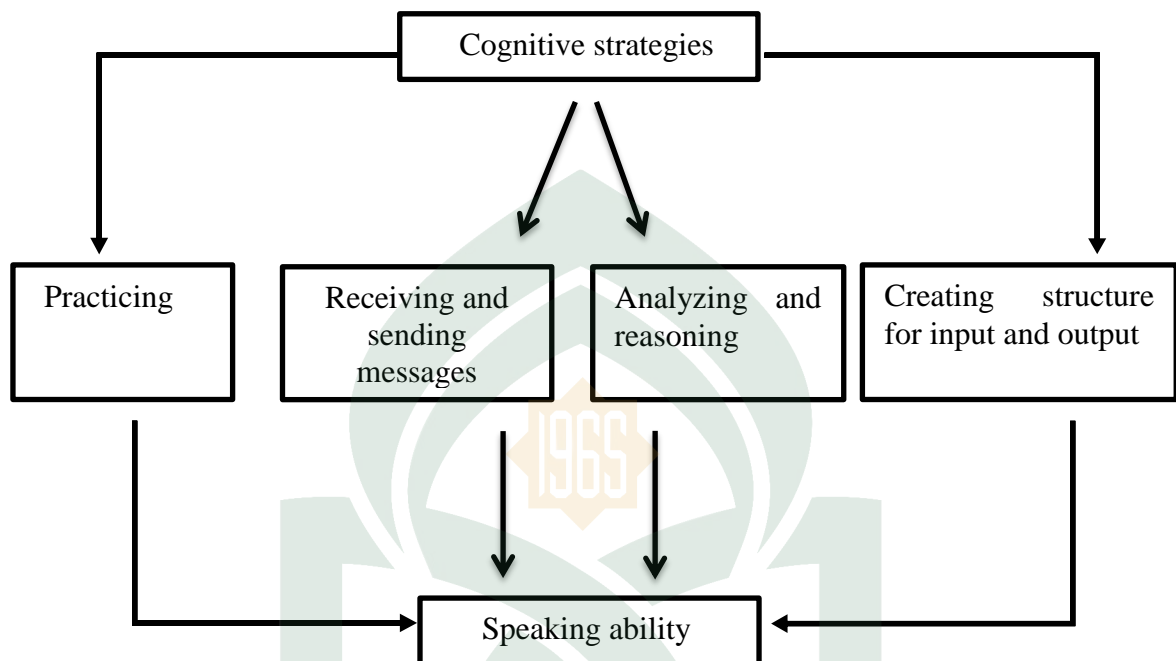 Cognitive strategies
Practicing
Receiving and
sending
messages
Analyzing and
reasoning
Creating structure
for input and output
1965
Speaking ability